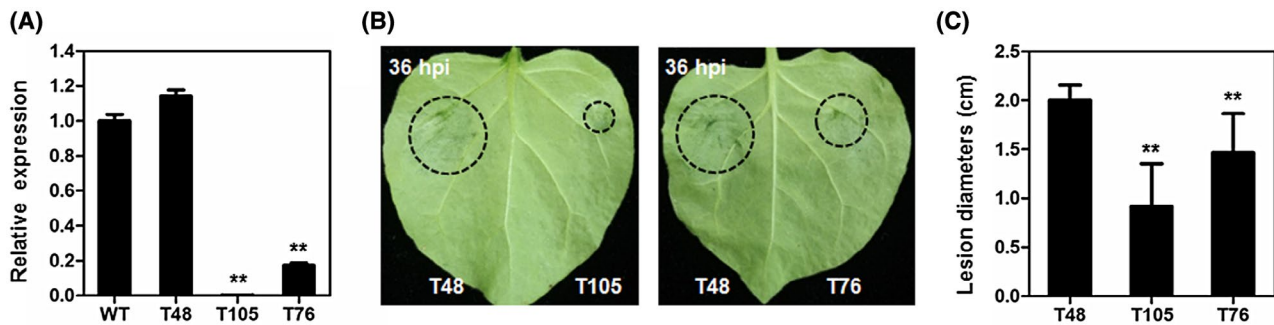 (A)
Relative expression
1.4
1.2
1.0
0.8
0.6
0.4
0.2
0.0
**
**
WT T48 T105 T76
(B)
36 hpi
T48 T105
36 hpi
T48 T76
(C)
Lesion diameters (cm)
2.5
2.0
1.5
1.0
0.5
0.0
**
**
T48 T105 T76